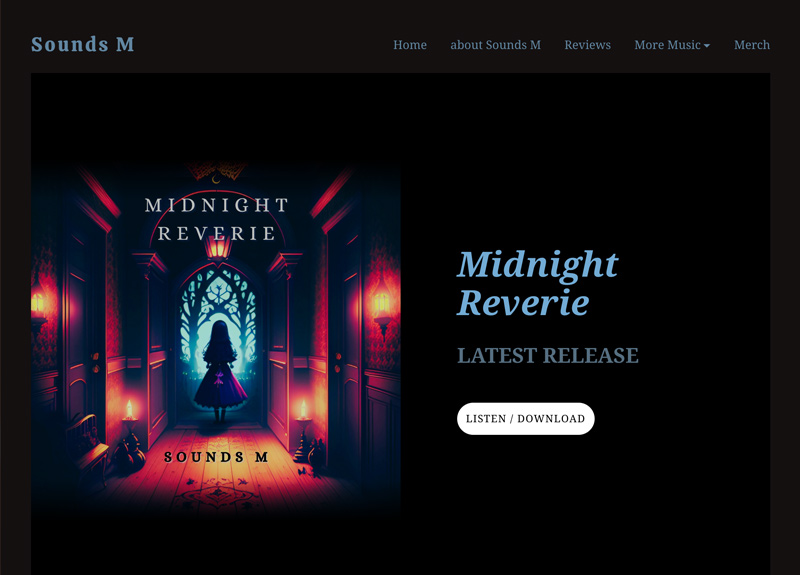 Sounds M
Home about Sounds M Reviews More Music Merch
MIDNIGHT
REVERIE
SOUNDS M
Midnight
Reverie
LATEST RELEASE
LISTEN / DOWNLOAD